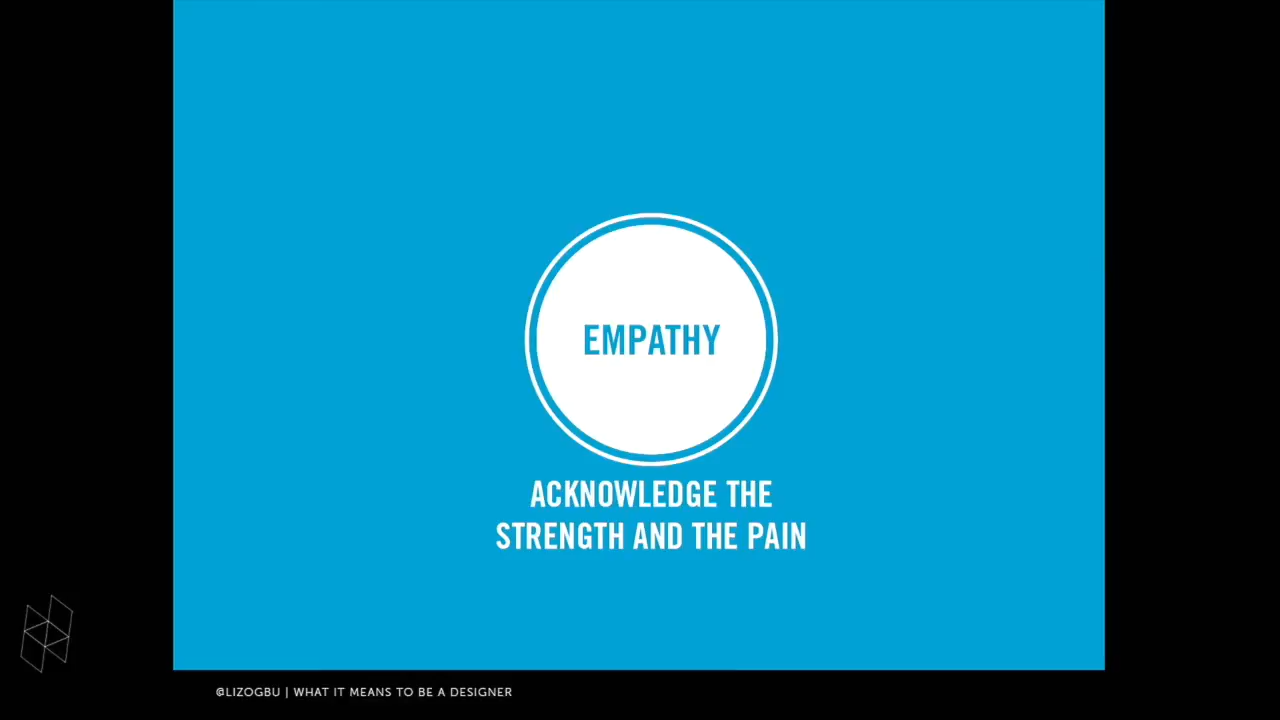 EMPATHY
ACKNOWLEDGE THE
STRENGTH AND THE PAIN
@LIZOGBU | WHAT IT MEANS TO BE A DESIGNER